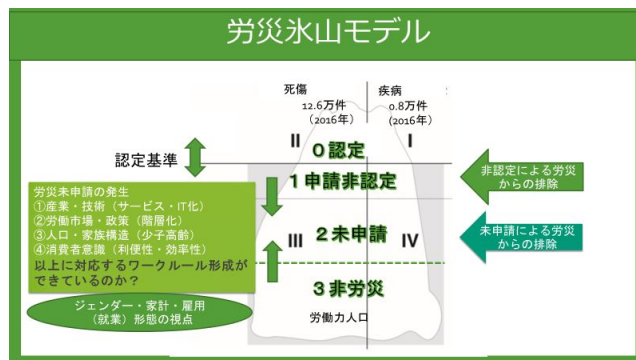 労災氷山モデル
死傷
疾病
12.6万件
(2016年)
0.8万件
(2016年)
II
I
０認定
認定基準
１申請非認定
非認定による労災
からの排除
労災未申請の発生
①産業・技術（サービス・IT化）
②労働市場・政策（階層化）
③人口・家族構造（少子高齢）
④消費者意識（利便性・効率性）
以上に対応するワークルール形成が
できているのか？
III
２未申請
IV
未申請による労災
からの排除
３非労災
労働力人口
ジェンダー・家計・雇用
（就業）形態の視点